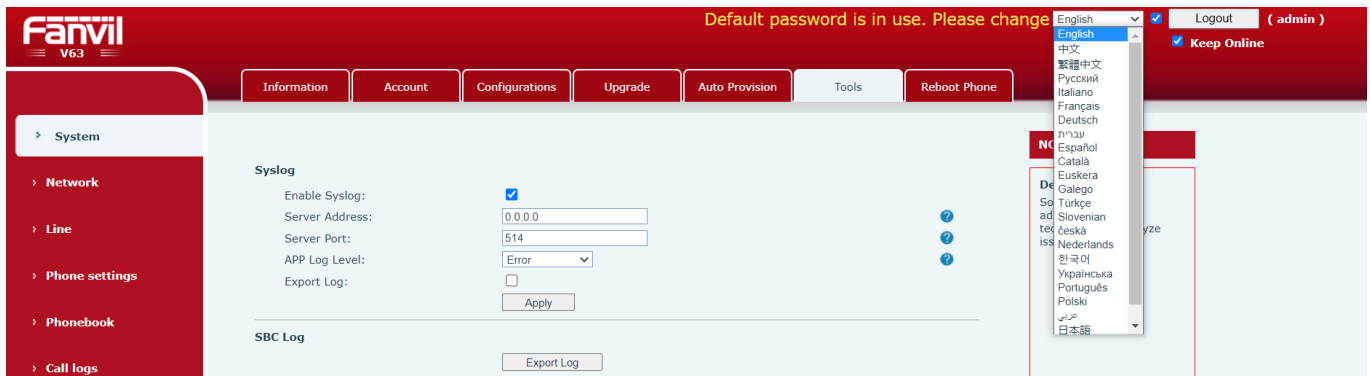 Fanvil
V63
Default password is in use. Please change
English
Logout
( admin )
Keep Online
English
中文
繁體中文
Русский
Italiano
Français
Deutsch
עברית
Español
Català
Euskera
Galego
Türkçe
Slovenian
česká
Nederlands
한국어
Українська
Português
Polski
عربي
日本語
Information
Account
Configurations
Upgrade
Auto Provision
Tools
Reboot Phone
System
Network
Line
Phone settings
Phonebook
Call logs
Syslog
Enable Syslog:
Server Address: 0.0.0.0
Server Port: 514
APP Log Level: Error
Export Log:
Apply
SBC Log
Export Log